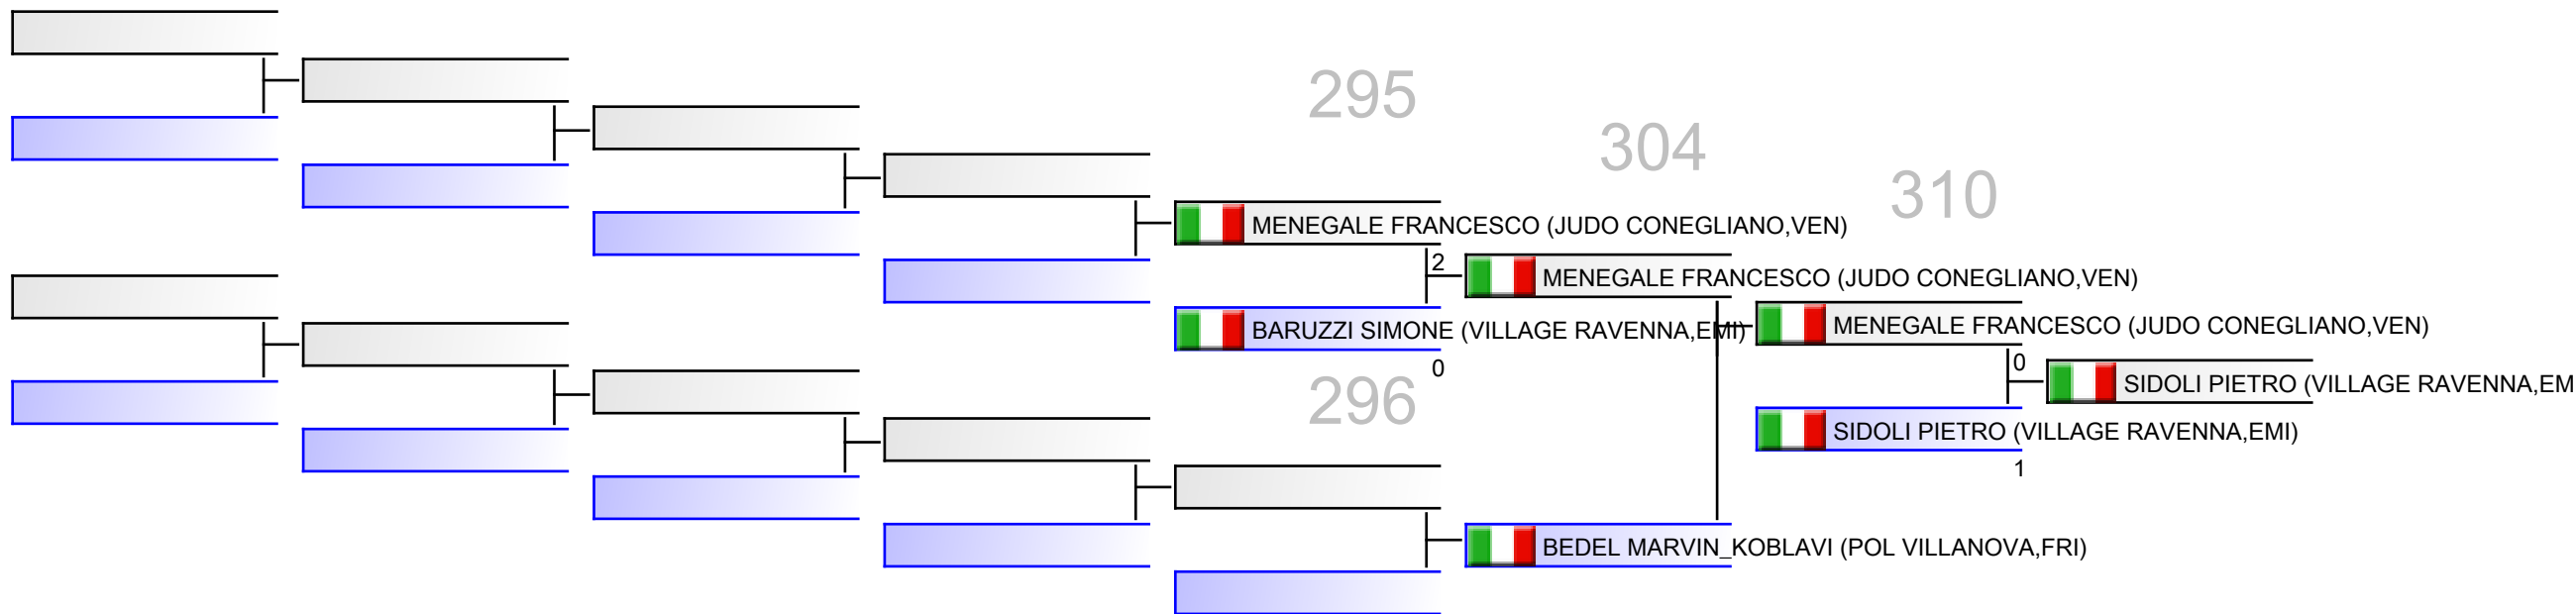 295
304
310
MENEGALE FRANCESCO (JUDO CONEGLIANO,VEN)
2
MENEGALE FRANCESCO (JUDO CONEGLIANO,VEN)
BARUZZI SIMONE (VILLAGE RAVENNA,EMI)
0
MENEGALE FRANCESCO (JUDO CONEGLIANO,VEN)
0
SIDOLI PIETRO (VILLAGE RAVENNA,EM
SIDOLI PIETRO (VILLAGE RAVENNA,EMI)
1
296
BEDEL MARVIN_KOBLAVI (POL VILLANOVA,FRI)